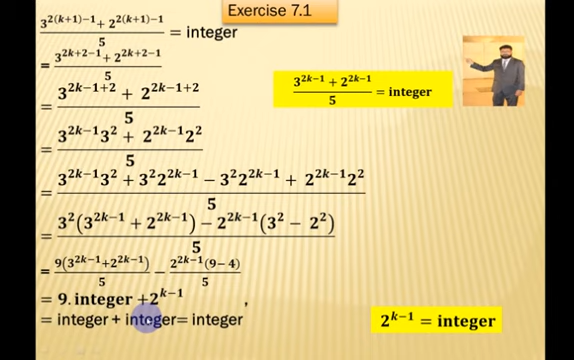 Exercise 7.1
(3^{2(k+1)−1} + 2^{2(k+1)−1})/5 = integer
= (3^{2k+2−1} + 2^{2k+2−1})/5
= (3^{2k−1+2} + 2^{2k−1+2})/5
= (3^{2k−1}3^2 + 2^{2k−1}2^2)/5
= (3^{2k−1}3^2 + 3^2 2^{2k−1} − 3^2 2^{2k−1} + 2^{2k−1}2^2)/5
= (3^2(3^{2k−1} + 2^{2k−1}) − 2^{2k−1}(3^2 − 2^2))/5
= 9(3^{2k−1}+2^{2k−1})/5 − 2^{2k−1}(9−4)/5
= 9. integer +2^{k−1} ,
= integer + integer= integer
(3^{2k−1} + 2^{2k−1})/5 = integer
2^{k−1} = integer